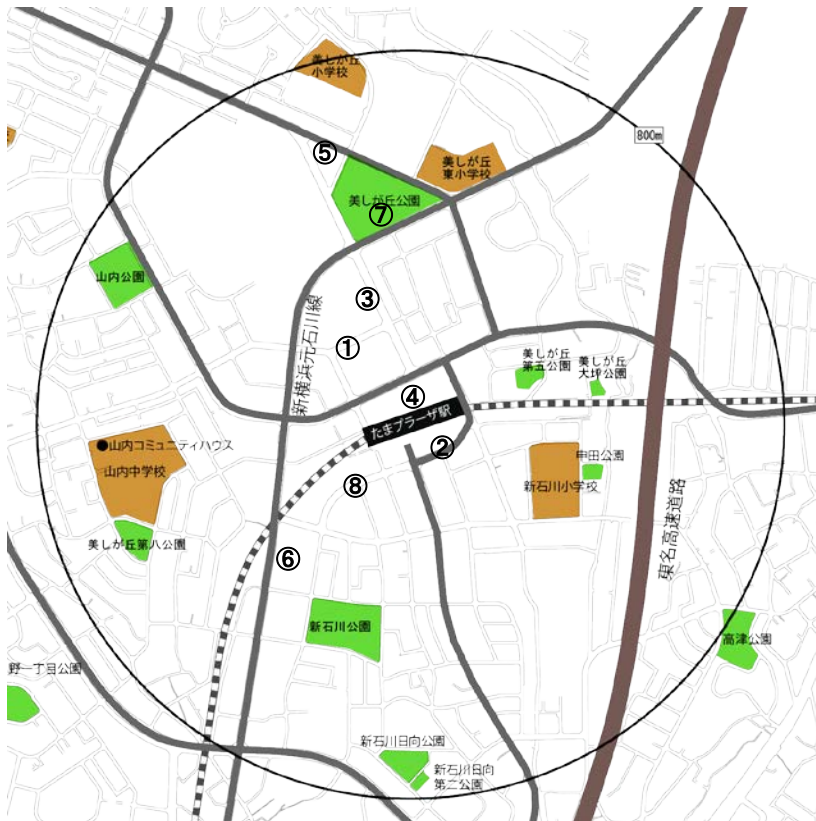 美しが丘
小学校
800m
⑤
美しが丘
東小学校
美しが丘公園
⑦
山内公園
③
新横浜元石川線
①
美しが丘
第五公園
美しが丘
大坪公園
④
たまプラーザ駅
②
山内コミュニティハウス
山内中学校
申田公園
新石川小学校
⑧
東名高速道路
美しが丘第八公園
⑥
新石川公園
高津公園
野一丁目公園
新石川日向公園
新石川日向
第二公園